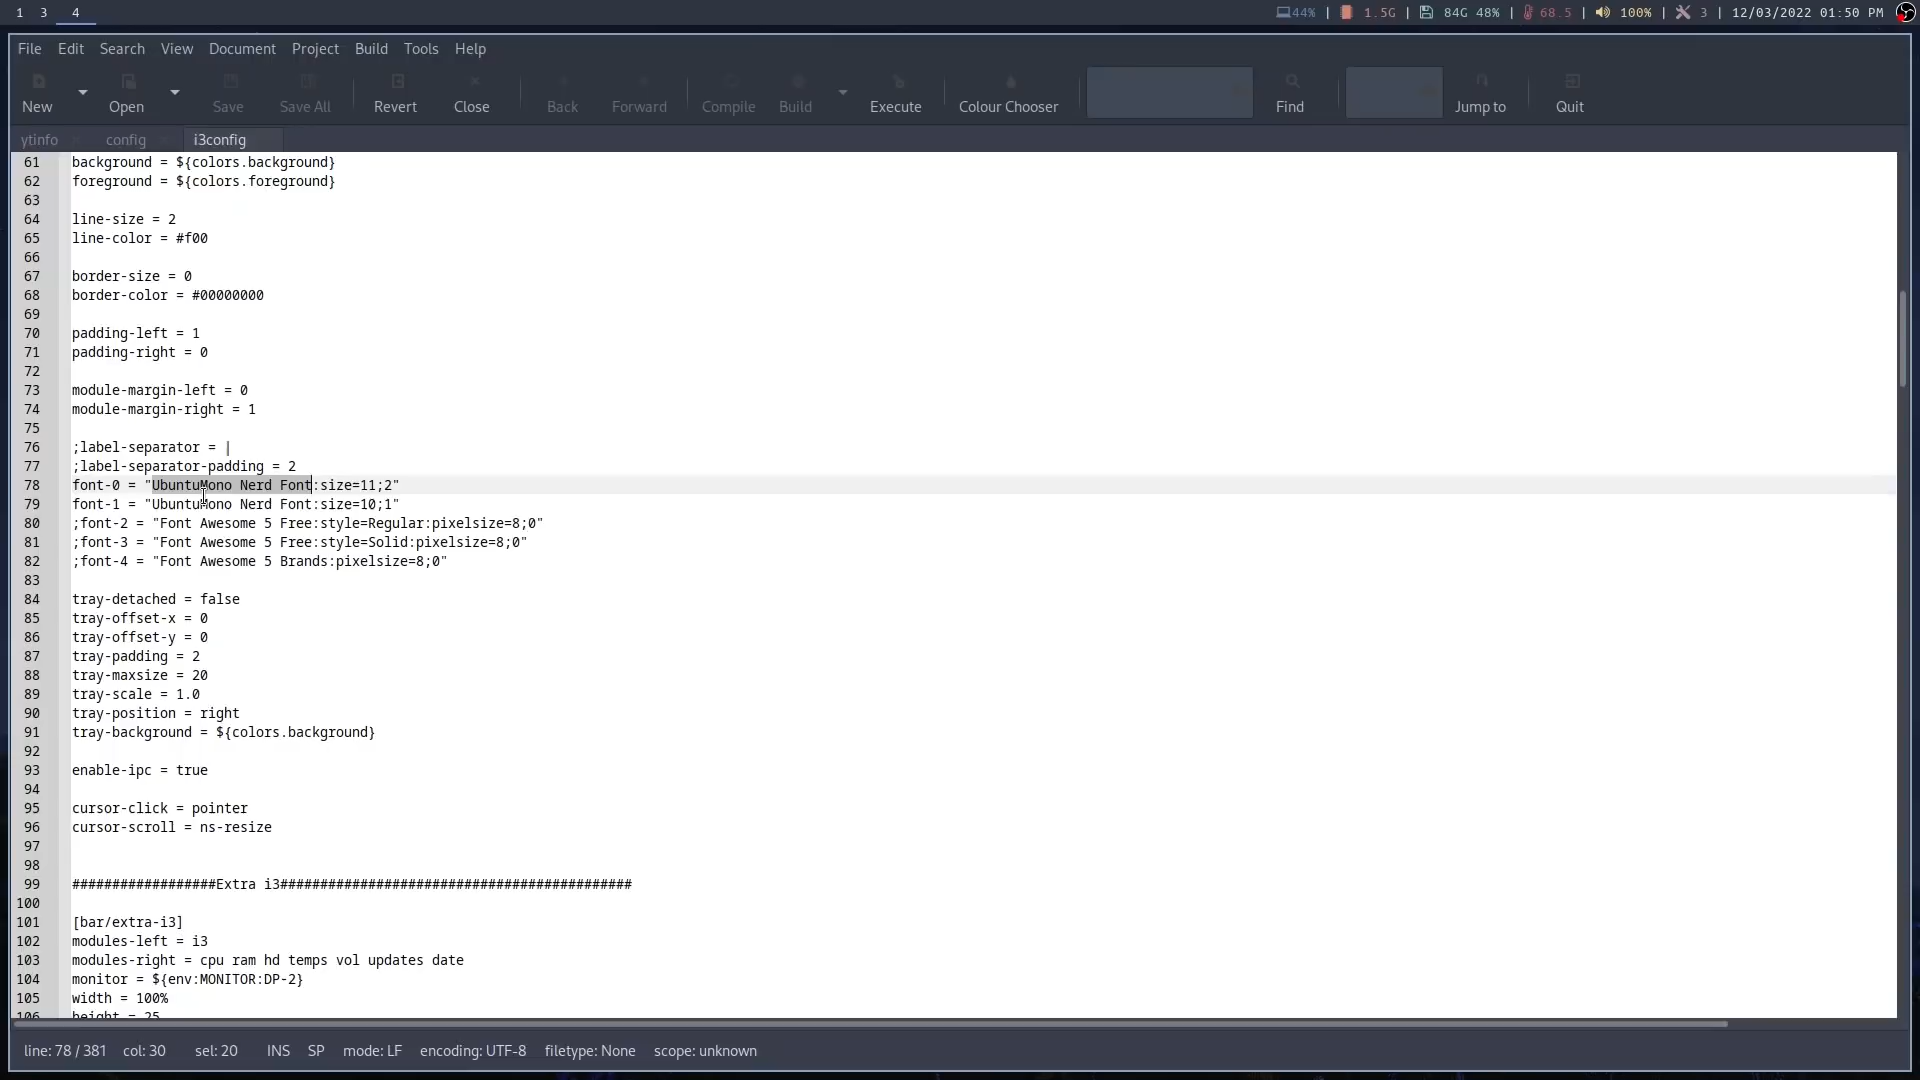 1 3 4 44% | 1.5G | 84G 48% | 68.5 | 100% | 3 | 12/03/2022 01:50 PM
File Edit Search View Document Project Build Tools Help
New Open Save Save All Revert Close Back Forward Compile Build Execute Colour Chooser Find Jump to Quit
ytinfo config i3config
61 background = ${colors.background}
62 foreground = ${colors.foreground}
63
64 line-size = 2
65 line-color = #f00
66
67 border-size = 0
68 border-color = #00000000
69
70 padding-left = 1
71 padding-right = 0
72
73 module-margin-left = 0
74 module-margin-right = 1
75
76 ;label-separator = |
77 ;label-separator-padding = 2
78 font-0 = "UbuntuMono Nerd Font:size=11;2"
79 font-1 = "UbuntuMono Nerd Font:size=10;1"
80 ;font-2 = "Font Awesome 5 Free:style=Regular:pixelsize=8;0"
81 ;font-3 = "Font Awesome 5 Free:style=Solid:pixelsize=8;0"
82 ;font-4 = "Font Awesome 5 Brands:pixelsize=8;0"
83
84 tray-detached = false
85 tray-offset-x = 0
86 tray-offset-y = 0
87 tray-padding = 2
88 tray-maxsize = 20
89 tray-scale = 1.0
90 tray-position = right
91 tray-background = ${colors.background}
92
93 enable-ipc = true
94
95 cursor-click = pointer
96 cursor-scroll = ns-resize
97
98
99 ##################Extra i3############################################
100
101 [bar/extra-i3]
102 modules-left = i3
103 modules-right = cpu ram hd temps vol updates date
104 monitor = ${env:MONITOR:DP-2}
105 width = 100%
106 height = 25
line: 78 / 381 col: 30 sel: 20 INS SP mode: LF encoding: UTF-8 filetype: None scope: unknown